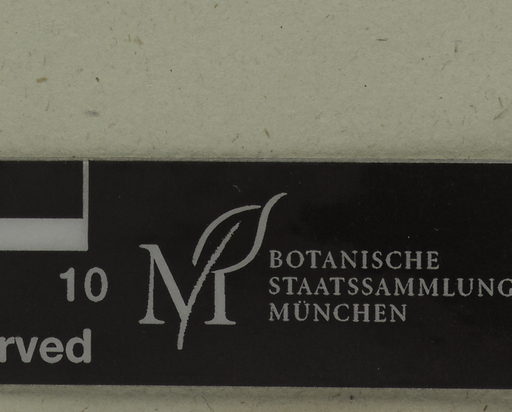 10
rved
M
BOTANISCHE
STAATSSAMMLUNG
MÜNCHEN